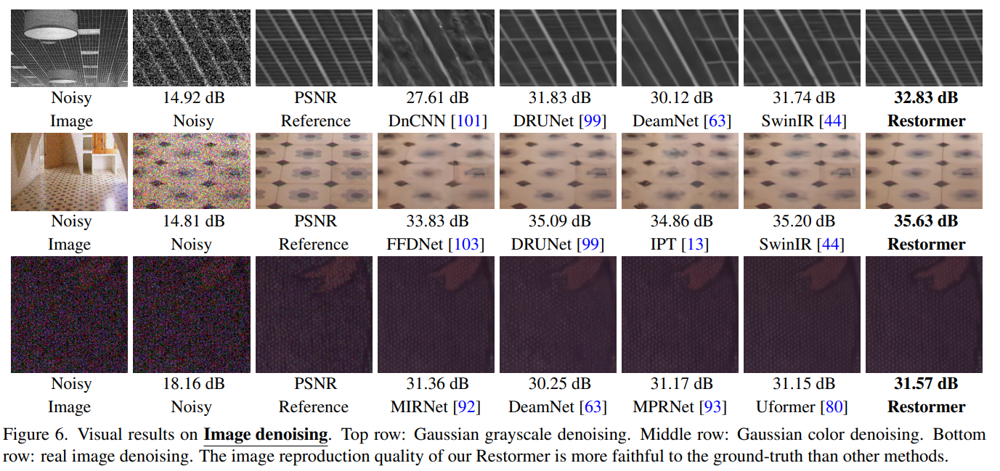 Noisy 14.92 dB PSNR 27.61 dB 31.83 dB 30.12 dB 31.74 dB 32.83 dB
Image Noisy Reference DnCNN [101] DRUNet [99] DeamNet [63] SwinIR [44] Restormer
Noisy 14.81 dB PSNR 33.83 dB 35.09 dB 34.86 dB 35.20 dB 35.63 dB
Image Noisy Reference FFDNet [103] DRUNet [99] IPT [13] SwinIR [44] Restormer
Noisy 18.16 dB PSNR 31.36 dB 30.25 dB 31.17 dB 31.15 dB 31.57 dB
Image Noisy Reference MIRNet [92] DeamNet [63] MPRNet [93] Uformer [80] Restormer
Figure 6. Visual results on Image denoising. Top row: Gaussian grayscale denoising. Middle row: Gaussian color denoising. Bottom
row: real image denoising. The image reproduction quality of our Restormer is more faithful to the ground-truth than other methods.